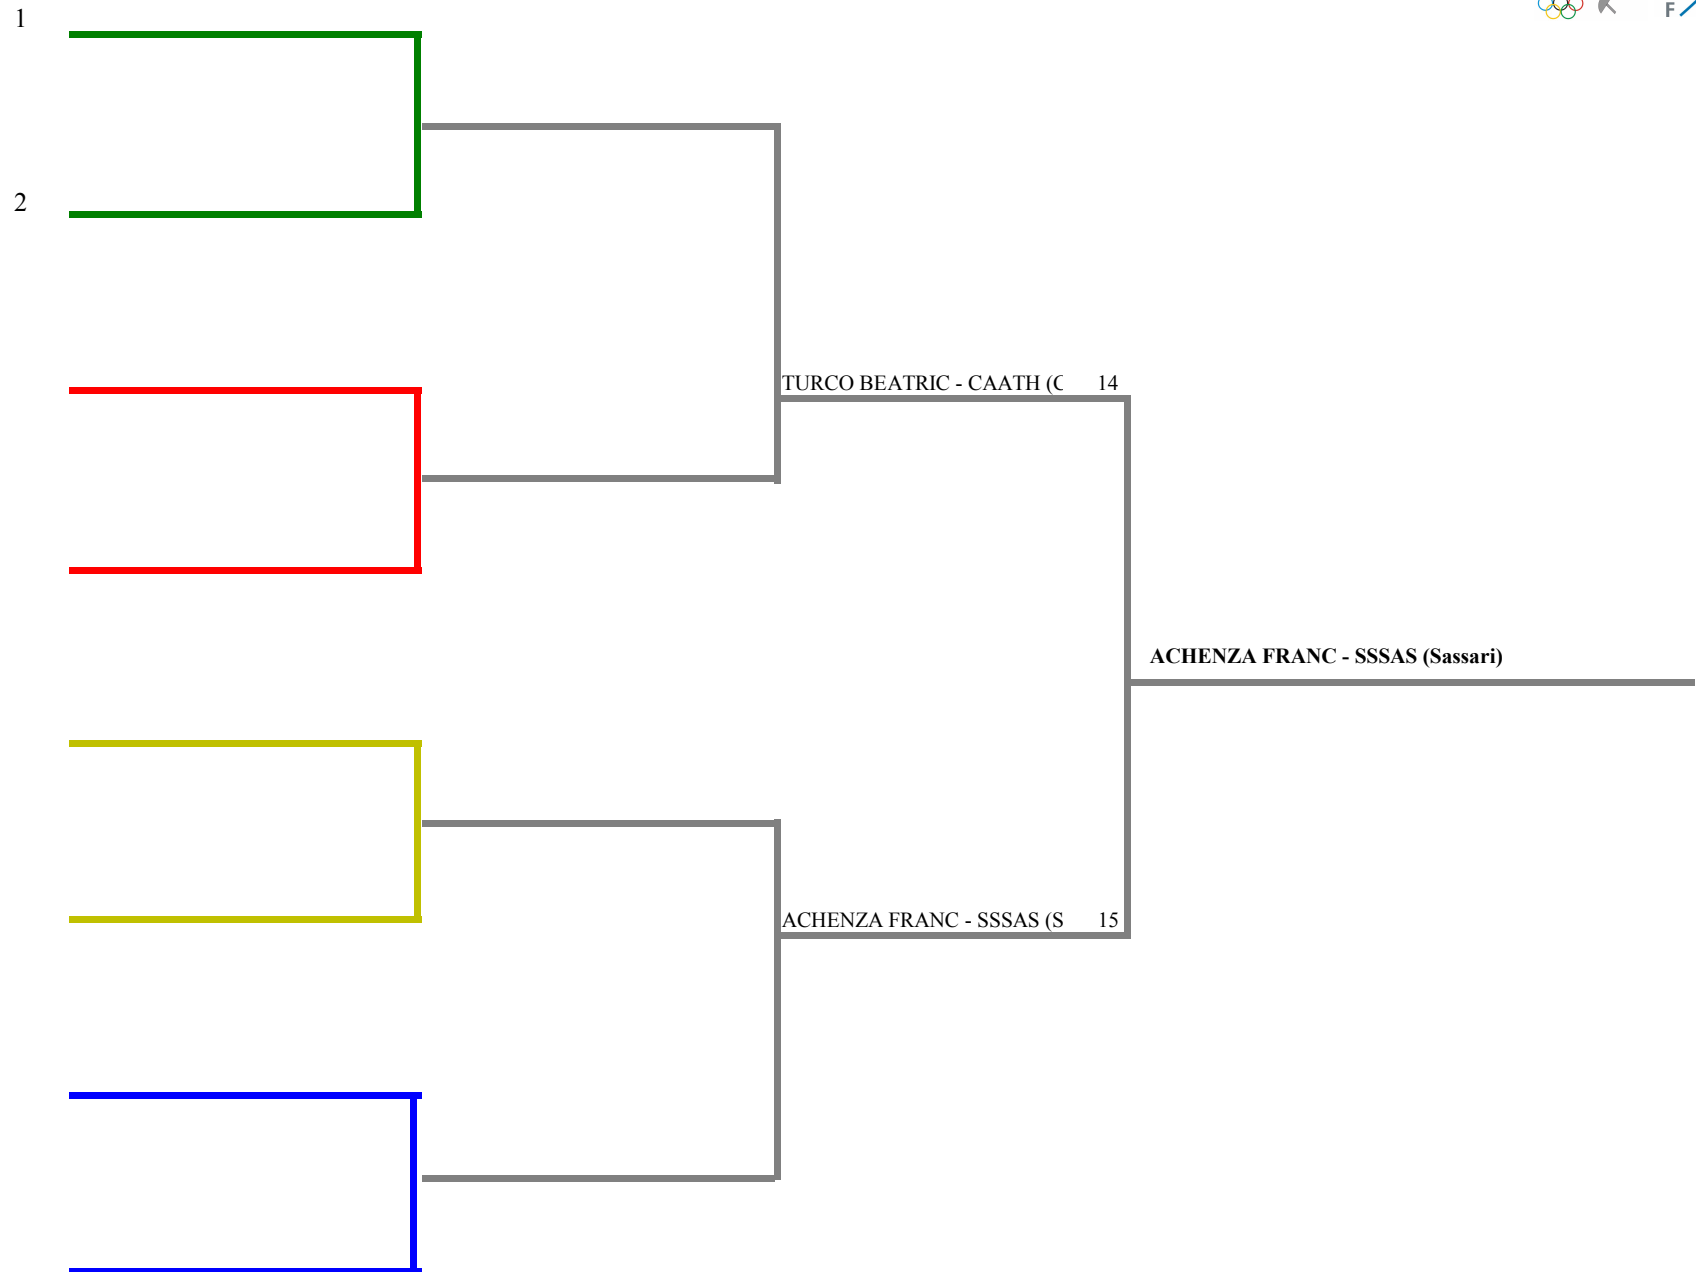 1
F
2
TURCO BEATRIC - CAATH ( 14
ACHENZA FRANC - SSSAS (Sassari)
ACHENZA FRANC - SSSAS (S 15